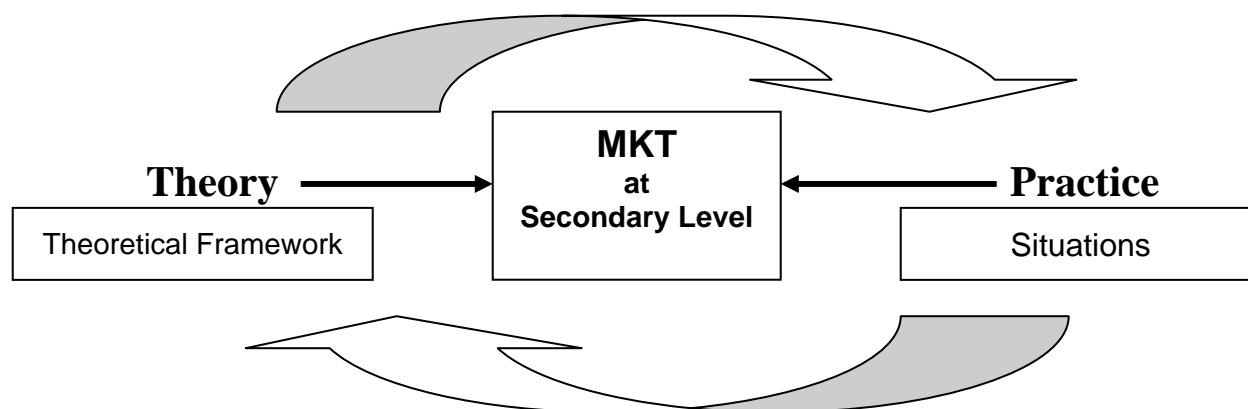 MKT
at
Secondary Level
Theory
Theoretical Framework
Practice
Situations